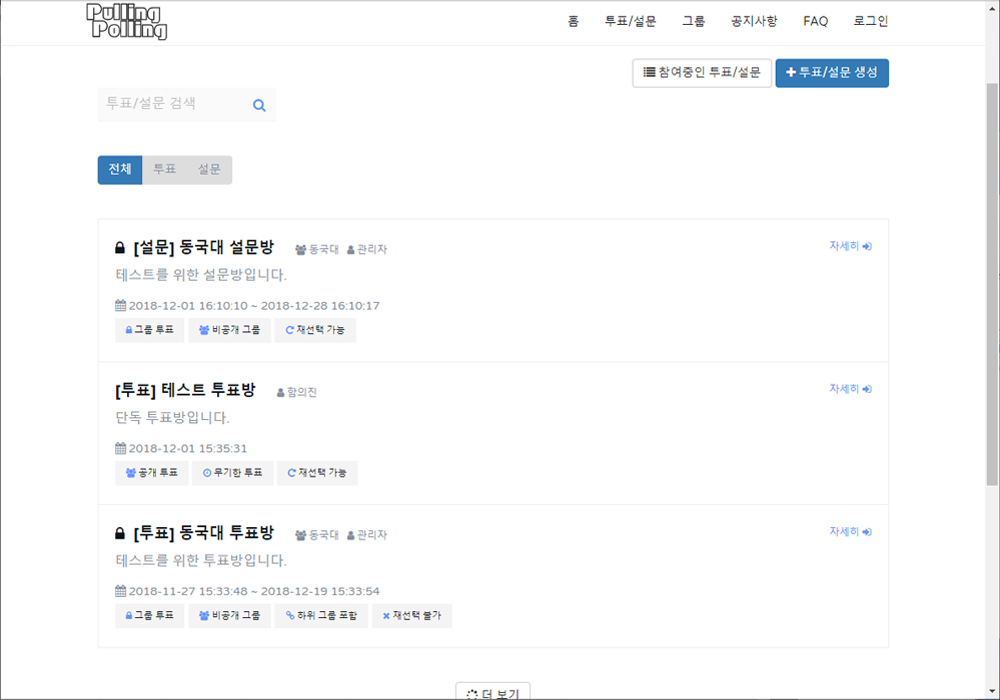 Pulling
Polling
홈 투표/설문 그룹 공지사항 FAQ 로그인
참여중인 투표/설문 투표/설문 생성
투표/설문 검색
전체 투표 설문
[설문] 동국대 설문방 동국대 관리자 자세히
테스트를 위한 설문방입니다.
2018-12-01 16:10:10 ~ 2018-12-28 16:10:17
그룹 투표 비공개 그룹 재선택 가능
[투표] 테스트 투표방 함의진 자세히
단독 투표방입니다.
2018-12-01 15:35:31
공개 투표 무기한 투표 재선택 가능
[투표] 동국대 투표방 동국대 관리자 자세히
테스트를 위한 투표방입니다.
2018-11-27 15:33:48 ~ 2018-12-19 15:33:54
그룹 투표 비공개 그룹 하위 그룹 포함 재선택 불가
더 보기